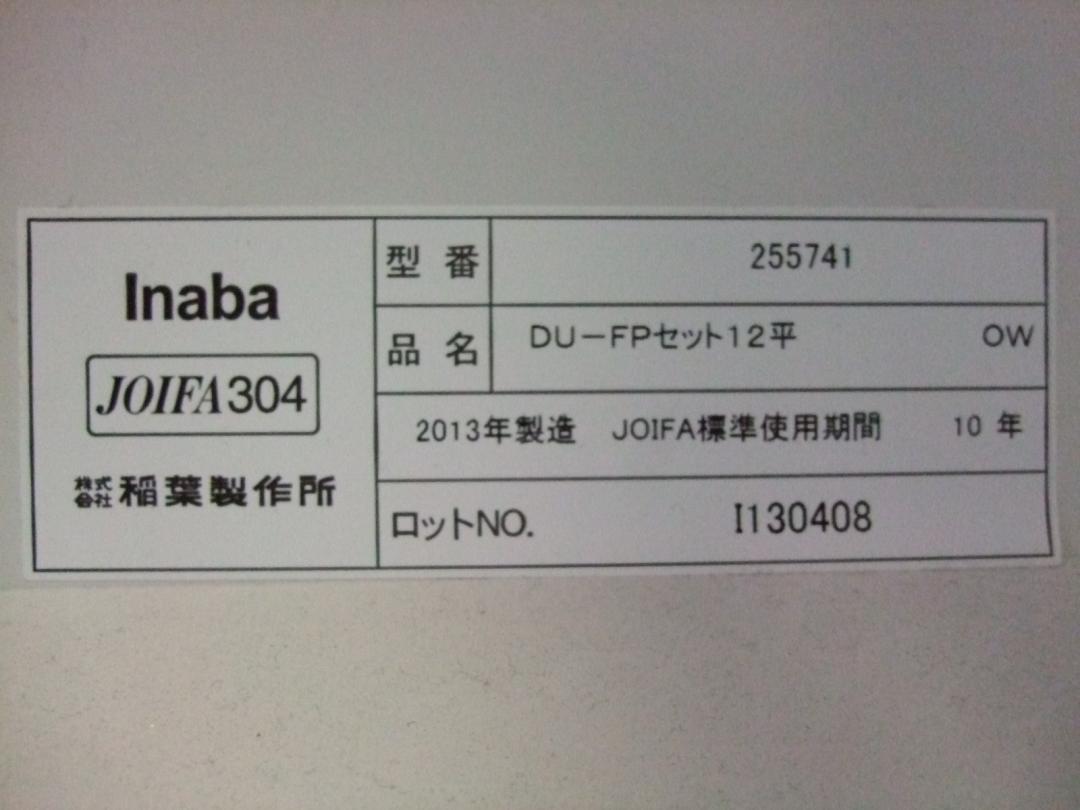 Inaba
JOIFA304
株式会社 稲葉製作所
型番 255741
品名 DU−FPセット12平 OW
2013年製造 JOIFA標準使用期間 10 年
ロットNO. I130408